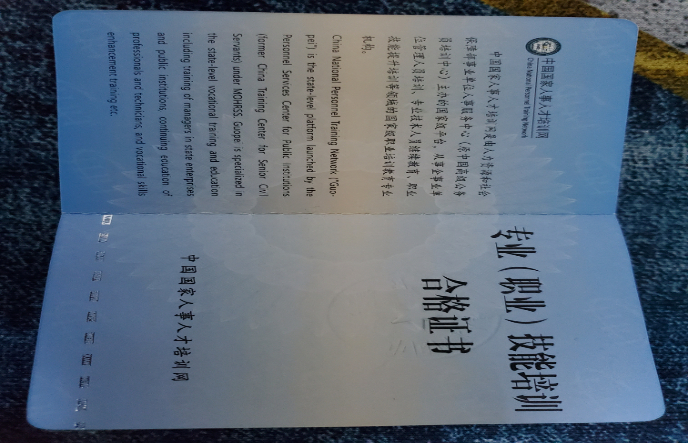 中国国家人事人才培训网
China National Personnel Training Network
中国国家人事人才培训网是由人力资源和社会
保障部事业单位人事服务中心（原中国高级公务
员培训中心）主办的国家级平台，从事企事业单
位管理人员培训、专业技术人员继续教育、职业
技能提升培训等领域的国家级职业培训教育专业
机构。
China National Personnel Training Network ("Guo-
pei") is the state-level platform launched by the
Personnel Services Center for Public Institutions
(former China Training Center for Senior Civil
Servants) under MOHRSS. Guopei is specialized in
the state-level vocational training and education
including training of managers in state enterprises
and public institutions, continuing education of
professionals and technicians, and vocational skills
enhancement training etc.
专业（职业）技能培训
合格证书
中国国家人事人才培训网